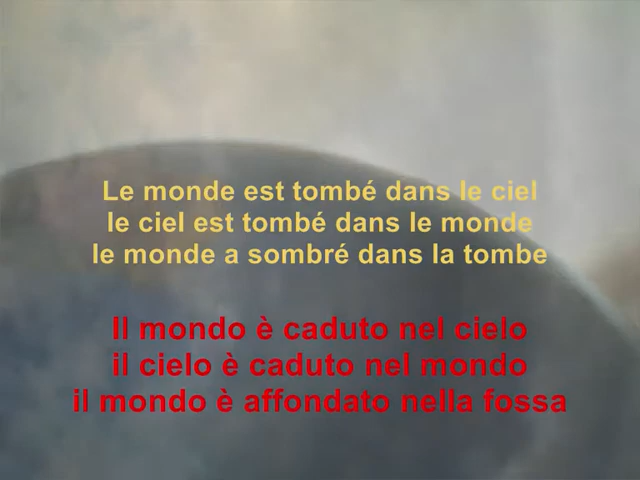 Le monde est tombé dans le ciel
le ciel est tombé dans le monde
le monde a sombré dans la tombe
Il mondo è caduto nel cielo
il cielo è caduto nel mondo
il mondo è affondato nella fossa